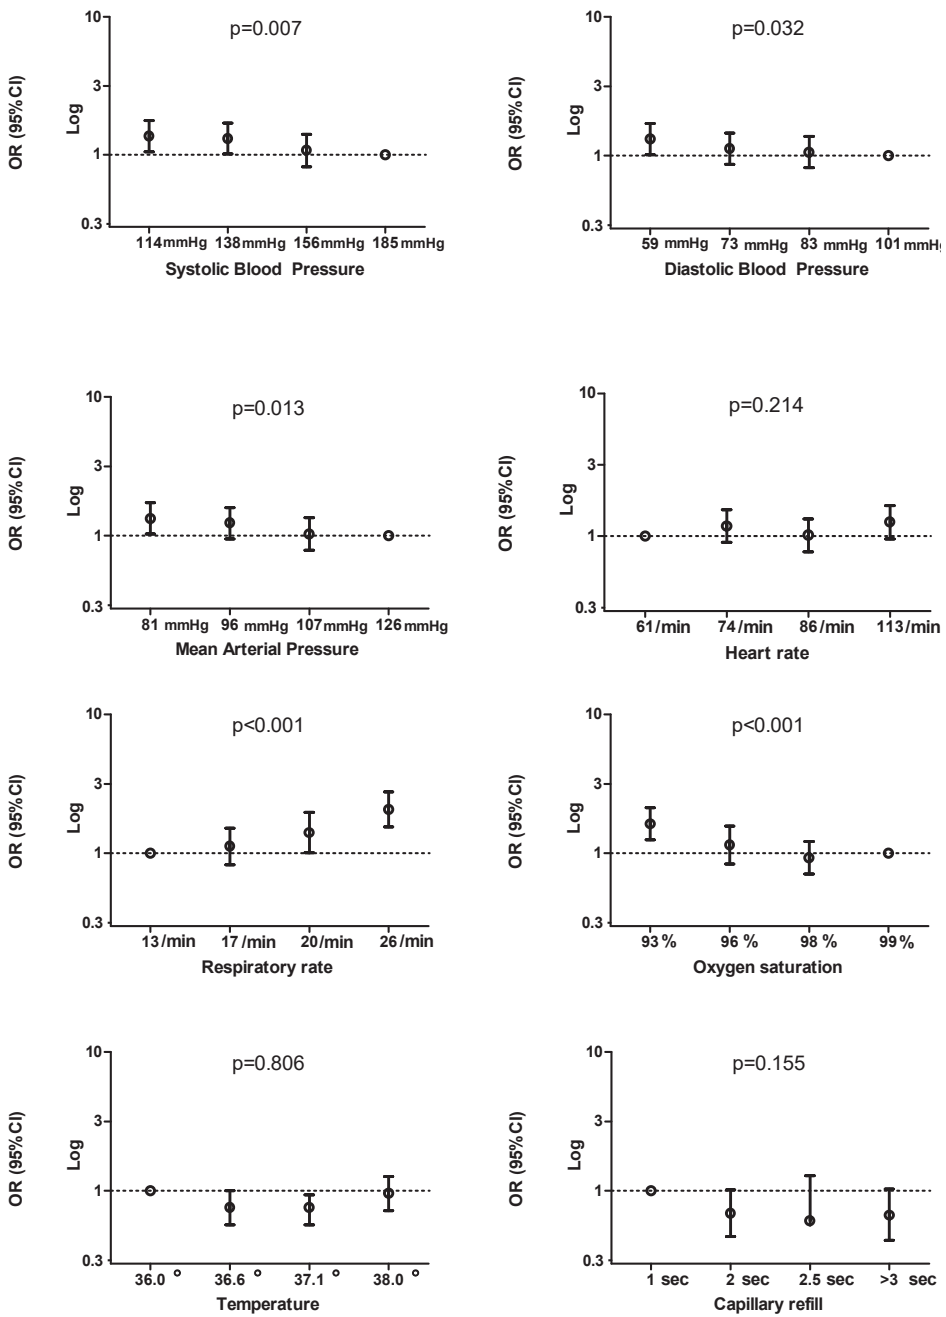 10
p=0.007
OR (95%CI)
Log
3
1
0.3
114 mmHg 138 mmHg 156 mmHg 185 mmHg
Systolic Blood Pressure
10
p=0.032
OR (95%CI)
Log
3
1
0.3
59 mmHg 73 mmHg 83 mmHg 101 mmHg
Diastolic Blood Pressure
10
p=0.013
OR (95%CI)
Log
3
1
0.3
81 mmHg 96 mmHg 107 mmHg 126 mmHg
Mean Arterial Pressure
10
p=0.214
OR (95%CI)
Log
3
1
0.3
61/min 74/min 86/min 113/min
Heart rate
10
p<0.001
OR (95%CI)
Log
3
1
0.3
13/min 17/min 20/min 26/min
Respiratory rate
10
p<0.001
OR (95%CI)
Log
3
1
0.3
93% 96% 98% 99%
Oxygen saturation
10
p=0.806
OR (95%CI)
Log
3
1
0.3
36.0 ° 36.6 ° 37.1 ° 38.0 °
Temperature
10
p=0.155
OR (95%CI)
Log
3
1
0.3
1 sec 2 sec 2.5 sec >3 sec
Capillary refill